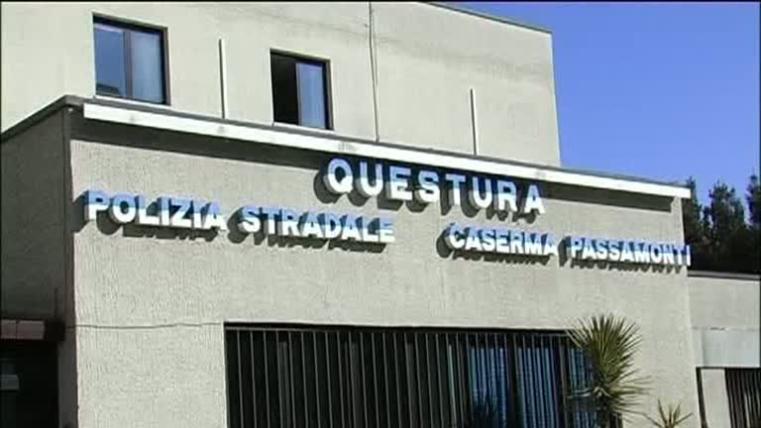 QUESTURA
POLIZIA STRADALE
CASERMA PASSAMONTI